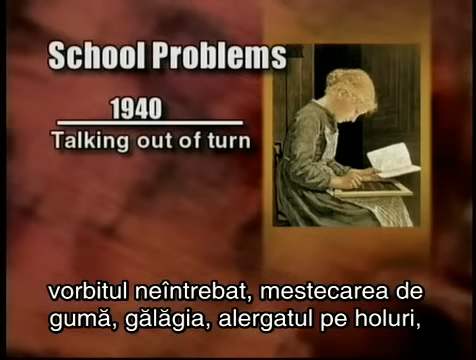 School Problems
1940
Talking out of turn
vorbitul neîntrebat, mestecarea de
gumă, gălăgia, alergatul pe holuri,